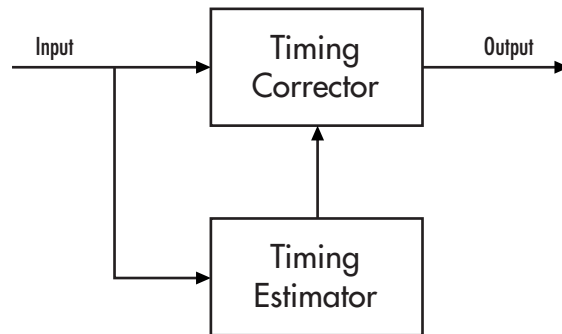 Input
Timing
Corrector
Output
Timing
Estimator